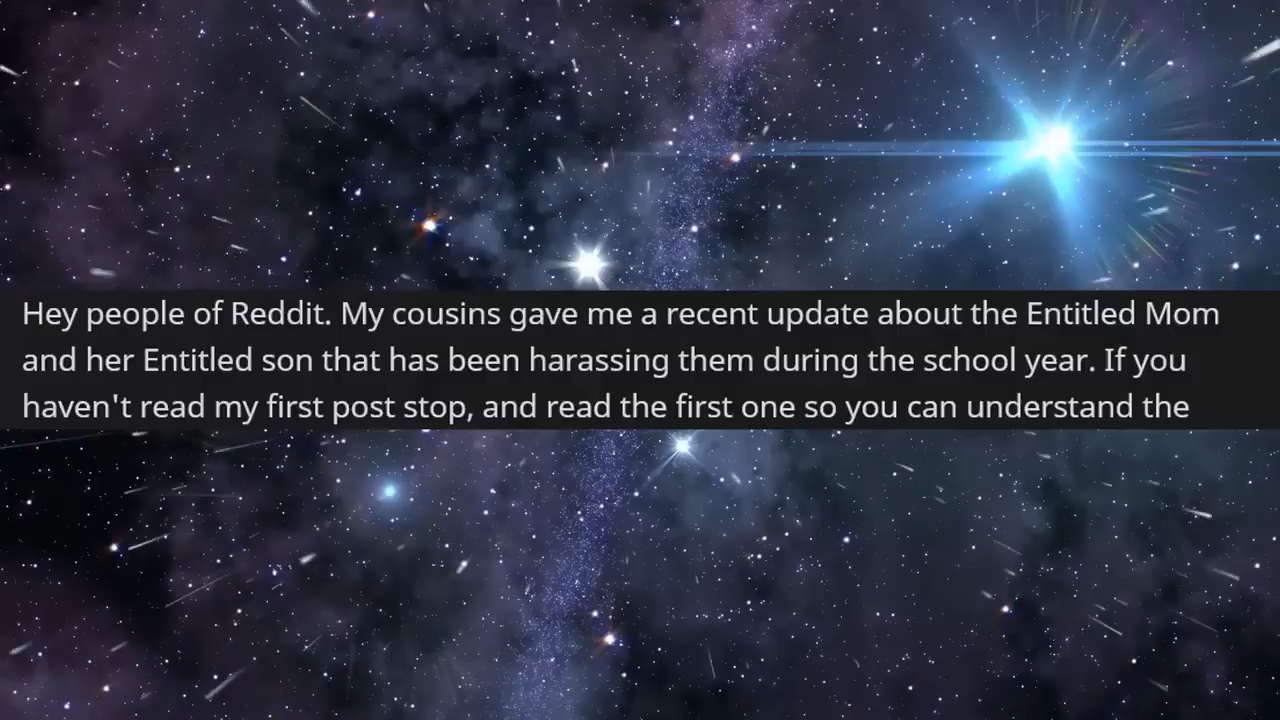 Hey people of Reddit. My cousins gave me a recent update about the Entitled Mom
and her Entitled son that has been harassing them during the school year. If you
haven't read my first post stop, and read the first one so you can understand the